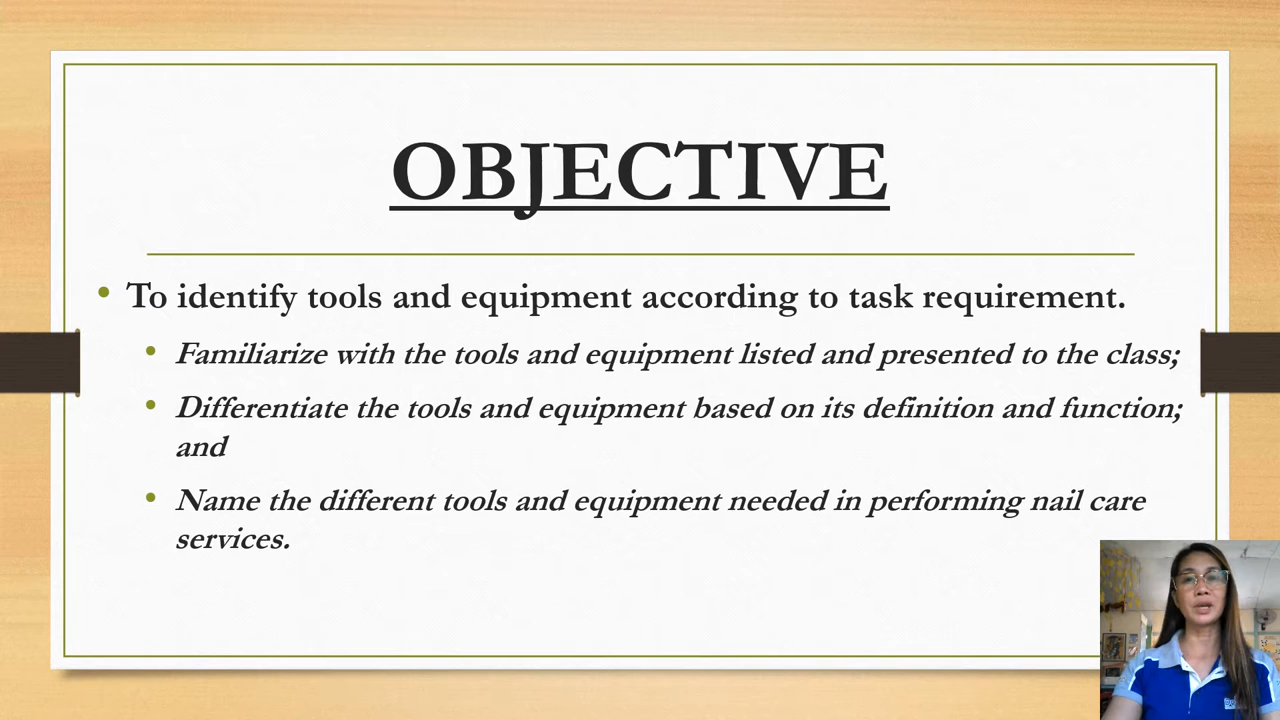 OBJECTIVE
To identify tools and equipment according to task requirement.
Familiarize with the tools and equipment listed and presented to the class;
Differentiate the tools and equipment based on its definition and function;
and
Name the different tools and equipment needed in performing nail care
services.